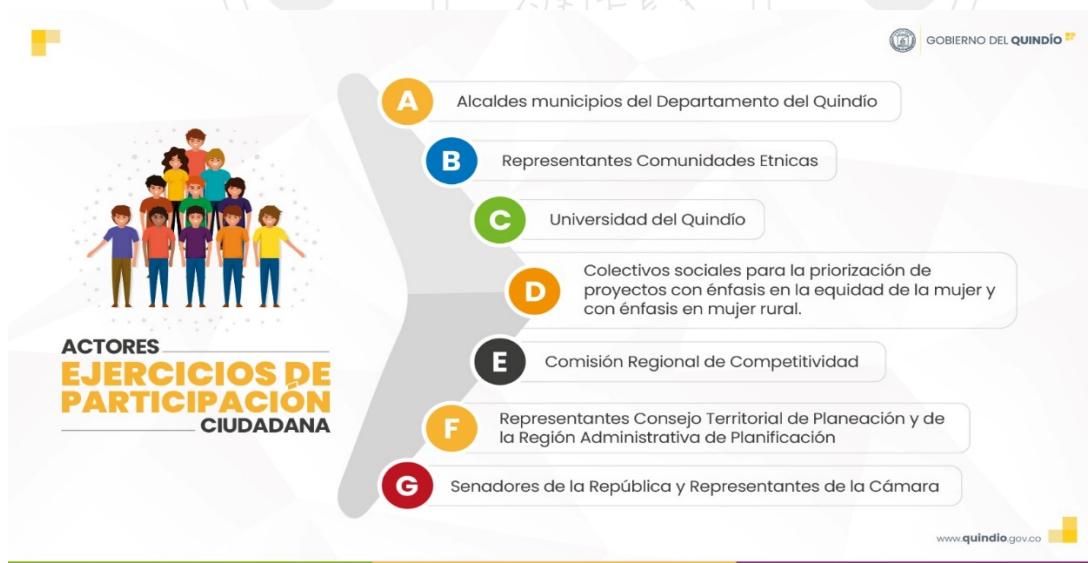 GOBIERNO DEL QUINDÍO
A
Alcaldes municipios del Departamento del Quindío
B
Representantes Comunidades Etnicas
C
Universidad del Quindío
D
Colectivos sociales para la priorización de
proyectos con énfasis en la equidad de la mujer y
con énfasis en mujer rural.
ACTORES
EJERCICIOS DE
PARTICIPACIÓN
CIUDADANA
E
Comisión Regional de Competitividad
F
Representantes Consejo Territorial de Planeación y de
la Región Administrativa de Planificación
G
Senadores de la República y Representantes de la Cámara
www.quindio.gov.co